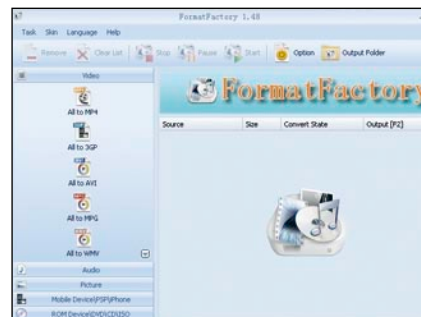 FormatFactory 1.48
Task Skin Language Help
Remove Clear List Stop Pause Start Option Output Folder
Video
FormatFactory
Source Size Convert State Output [F2]
All to MP4
All to 3GP
All to AVI
All to MPG
All to WMV
Audio
Picture
Mobile Device\PSP\iPhone
ROM Device\DVD\CD\ISO